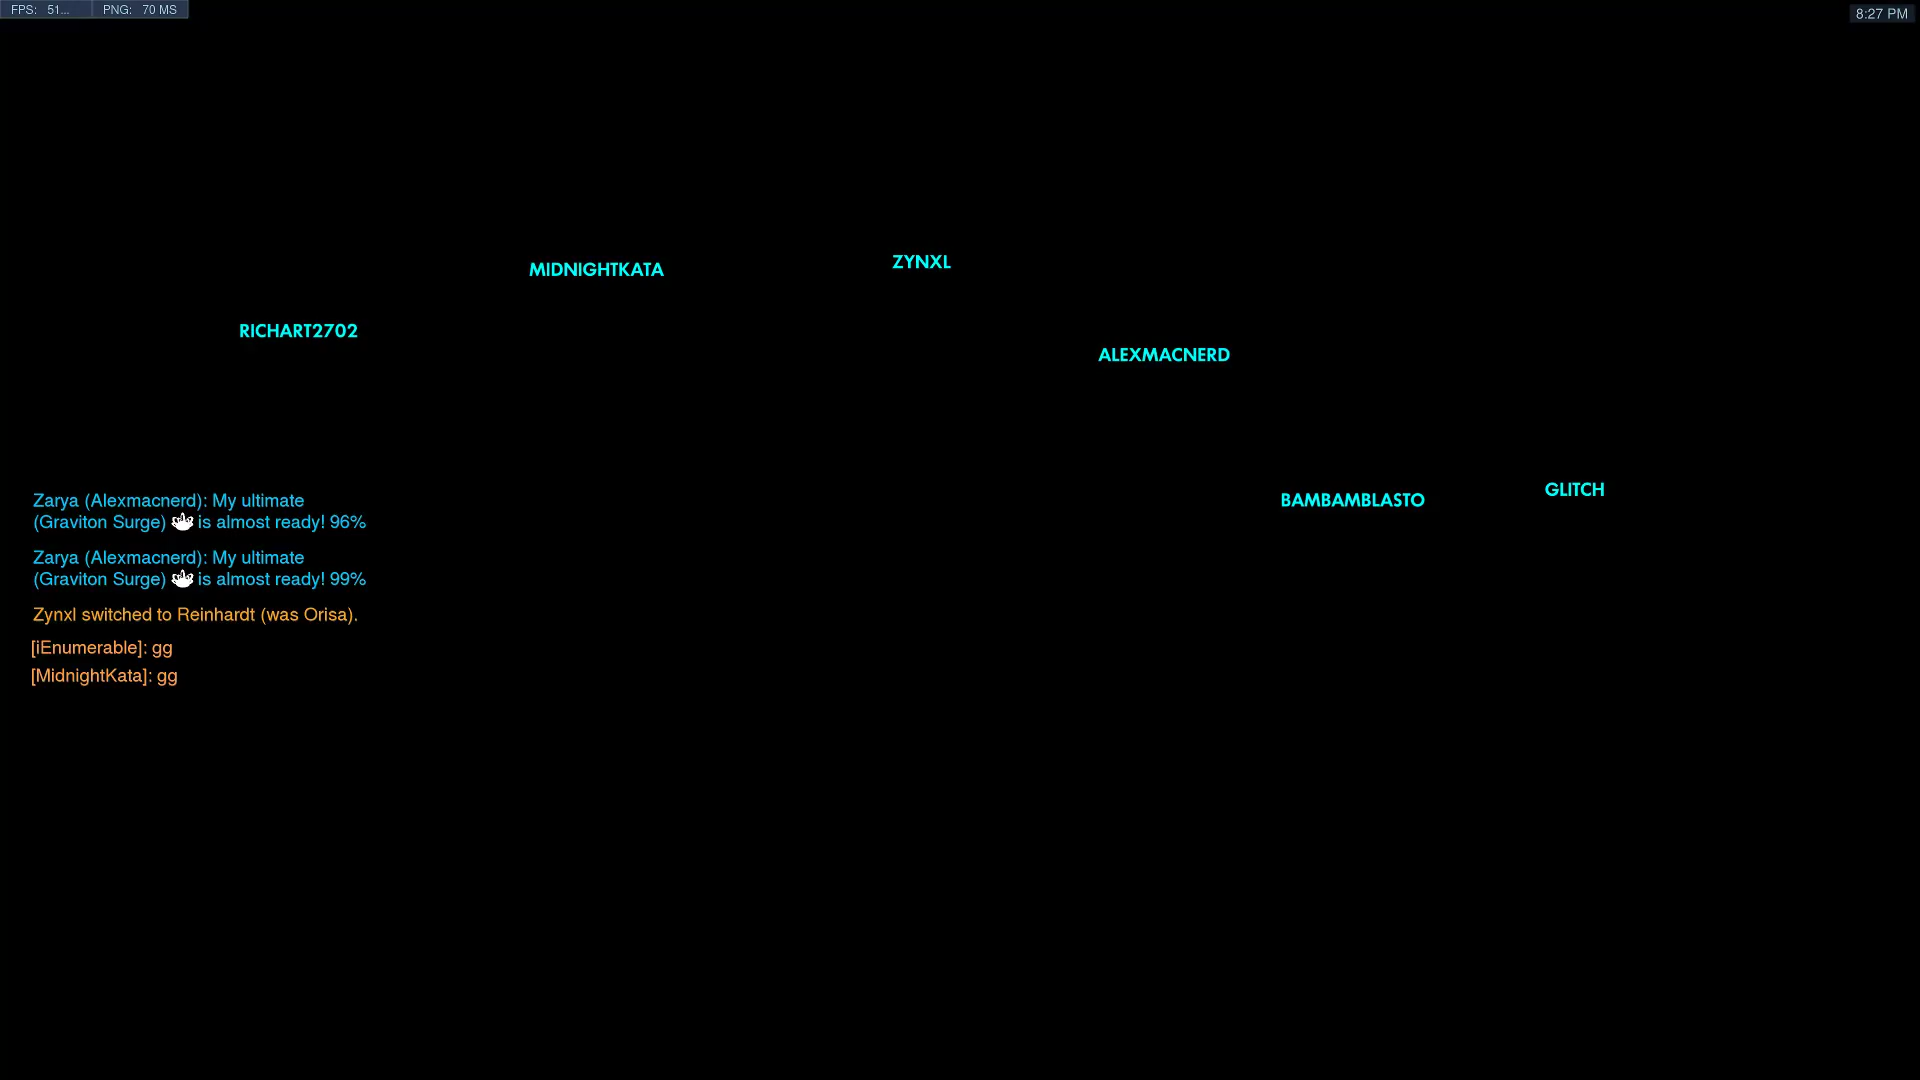 FPS: 51... PNG: 70 MS
8:27 PM
MIDNIGHTKATA
ZYNXL
RICHART2702
ALEXMACNERD
BAMBAMBLASTO
GLITCH
Zarya (Alexmacnerd): My ultimate
(Graviton Surge) is almost ready! 96%
Zarya (Alexmacnerd): My ultimate
(Graviton Surge) is almost ready! 99%
Zynxl switched to Reinhardt (was Orisa).
[iEnumerable]: gg
[MidnightKata]: gg